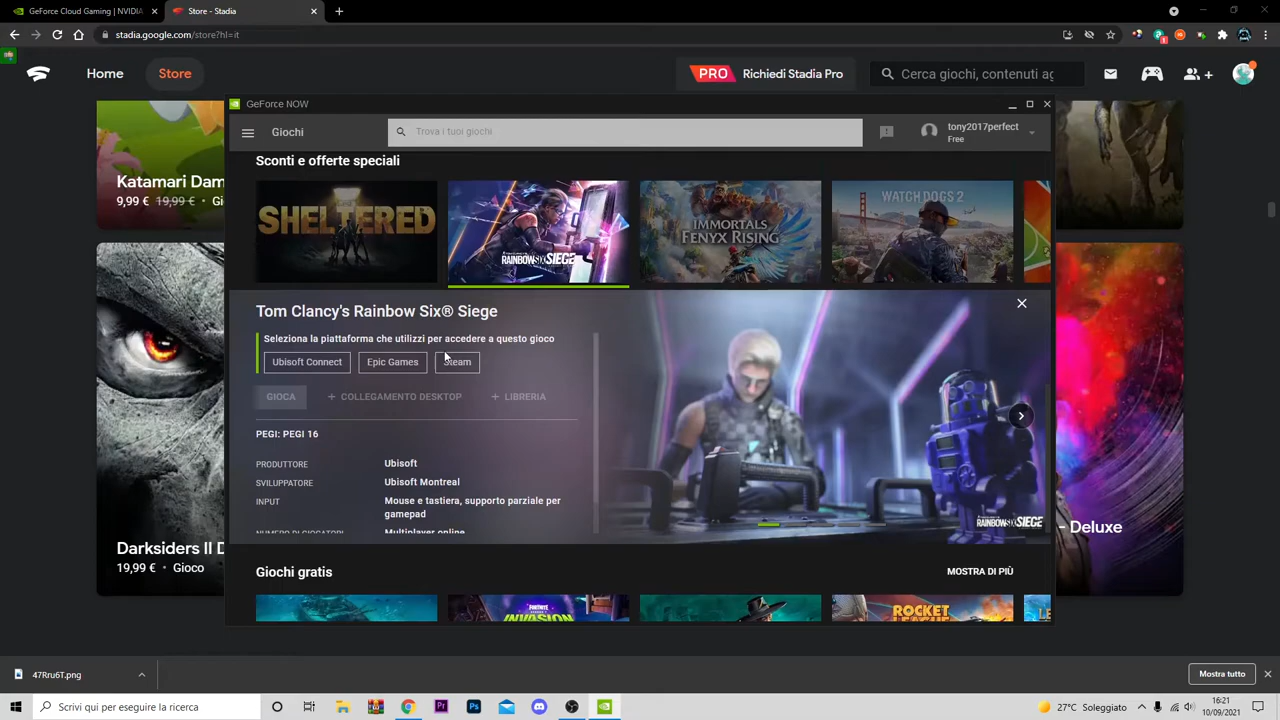 GeForce Cloud Gaming | NVIDIA
Store - Stadia
stadia.google.com/store?hl=it
Home
Store
PRO Richiedi Stadia Pro
Cerca giochi, contenuti ag
Katamari Dam
9,99 € 19,99 €
GeForce NOW
Giochi
Trova i tuoi giochi
tony2017perfect
Free
Sconti e offerte speciali
SHELTERED
RAINBOW SIX SIEGE
IMMORTALS
FENYX RISING
WATCH DOGS 2
Tom Clancy's Rainbow Six® Siege
Seleziona la piattaforma che utilizzi per accedere a questo gioco
Ubisoft Connect
Epic Games
Steam
GIOCA
+ COLLEGAMENTO DESKTOP
+ LIBRERIA
PEGI: PEGI 16
PRODUTTORE Ubisoft
SVILUPPATORE Ubisoft Montreal
INPUT Mouse e tastiera, supporto parziale per
gamepad
NUMERO DI GIOCATORI Multiplayer online
RAINBOW SIX SIEGE
Darksiders II D
19,99 € • Gioco
- Deluxe
Giochi gratis
MOSTRA DI PIÙ
FORTNITE
INVASION
ROCKET
LEAGUE
47Rru6T.png
Mostra tutto
Scrivi qui per eseguire la ricerca
Pr
Ps
27°C Soleggiato
16:21
10/09/2021